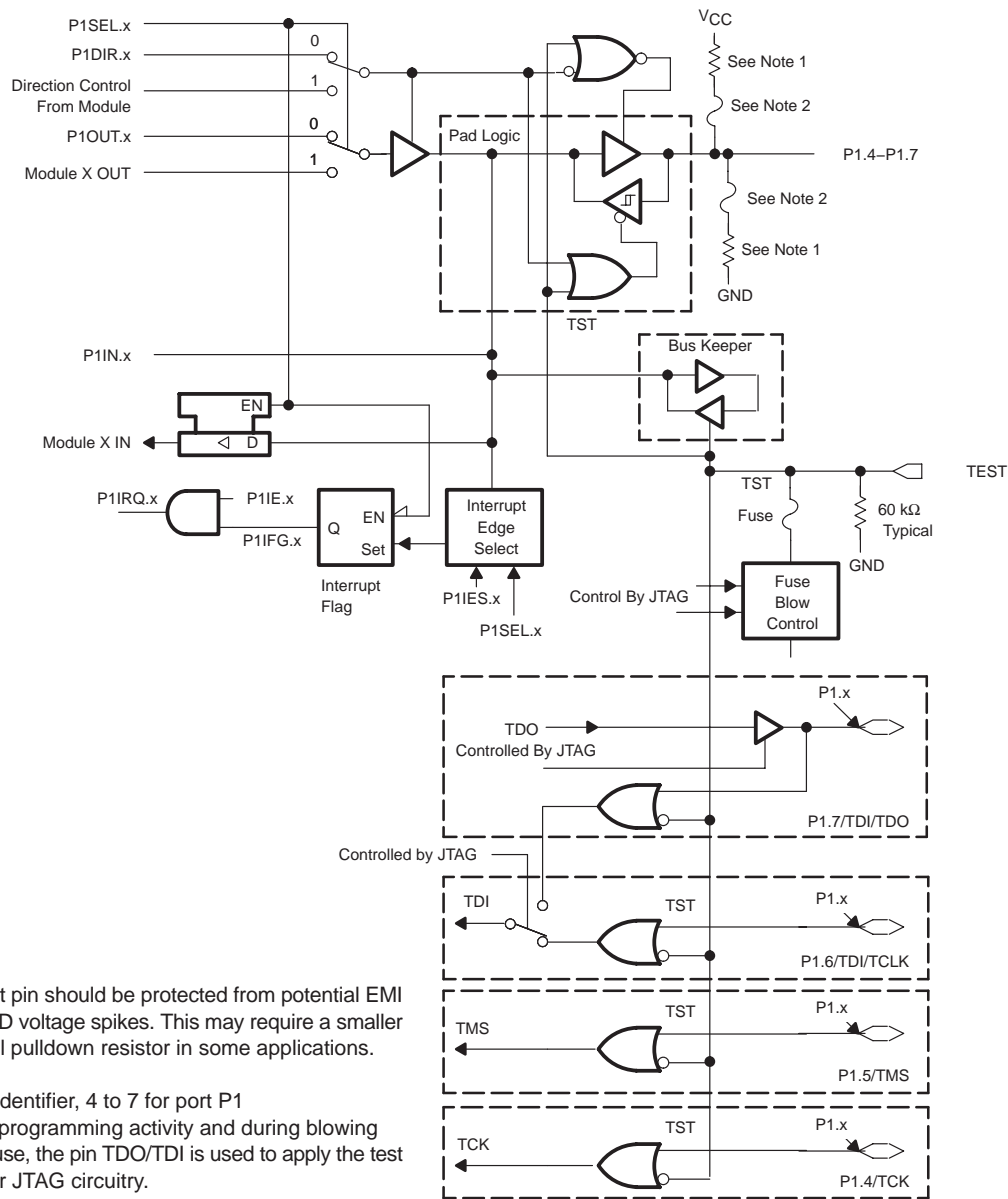 P1SEL.x
P1DIR.x
Direction Control
From Module
P1OUT.x
Module X OUT
0
1
0
1
Pad Logic
TST
VCC
See Note 1
See Note 2
P1.4–P1.7
See Note 2
See Note 1
GND
P1IN.x
Bus Keeper
EN
Module X IN
D
TEST
TST
Fuse
60 kΩ
Typical
GND
P1IRQ.x
P1IE.x
P1IFG.x
Q
EN
Set
Interrupt
Flag
Interrupt
Edge
Select
P1IES.x
P1SEL.x
Control By JTAG
Fuse
Blow
Control
P1.x
TDO
Controlled By JTAG
P1.7/TDI/TDO
Controlled by JTAG
TDI
TST
P1.x
P1.6/TDI/TCLK
TMS
TST
P1.x
P1.5/TMS
TCK
TST
P1.x
P1.4/TCK
t pin should be protected from potential EMI
D voltage spikes. This may require a smaller
l pulldown resistor in some applications.
dentifier, 4 to 7 for port P1
programming activity and during blowing
use, the pin TDO/TDI is used to apply the test
r JTAG circuitry.